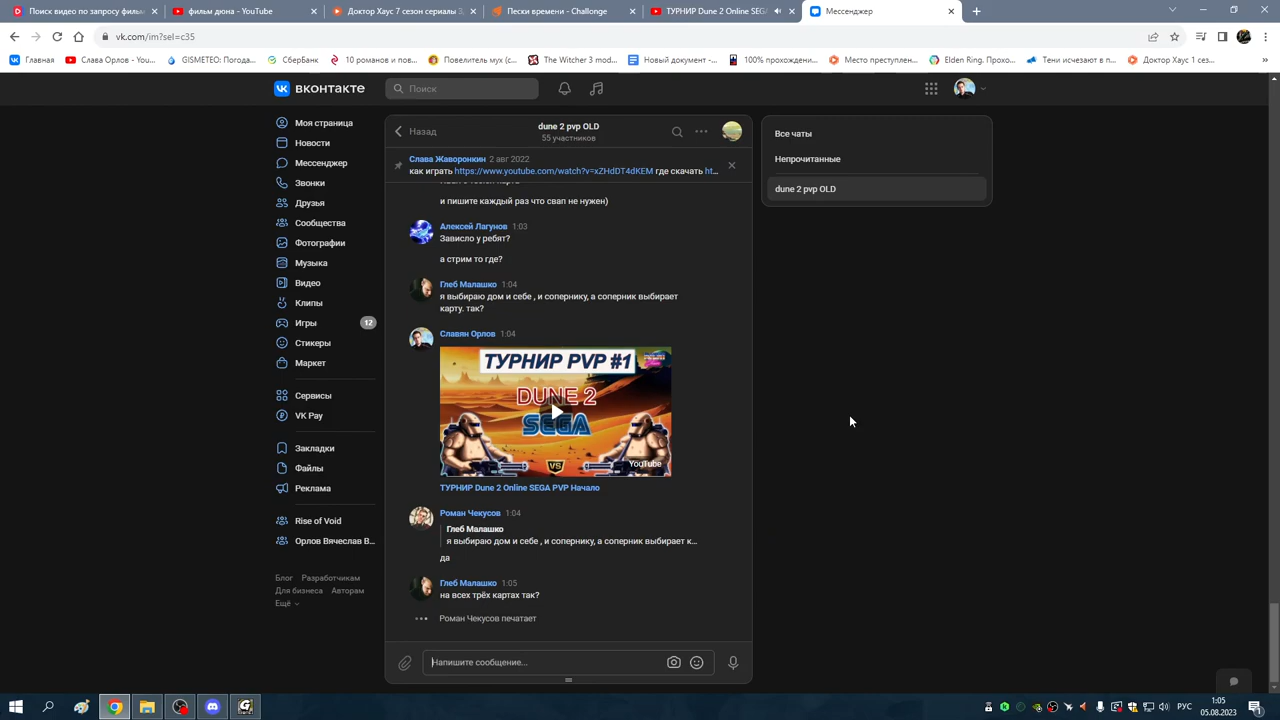 Поиск видео по запросу фильм
фильм дюна - YouTube
Доктор Хаус 7 сезон сериалы 3,
Пески времени - Challonge
ТУРНИР Dune 2 Online SEGA
Мессенджер
vk.com/im?sel=c35
Главная
Слава Орлов - You...
GISMETEO: Погода...
СберБанк
10 романов и пов...
Повелитель мух (с...
The Witcher 3 mod...
Новый документ -...
100% прохождени...
Место преступлен...
Elden Ring. Прохо...
Тени исчезают в п...
Доктор Хаус 1 сез...
»
вконтакте
Поиск
Моя страница
Новости
Мессенджер
Звонки
Друзья
Сообщества
Фотографии
Музыка
Видео
Клипы
Игры
12
Стикеры
Маркет
Сервисы
VK Pay
Закладки
Файлы
Реклама
Rise of Void
Орлов Вячеслав В...
Блог Разработчикам
Для бизнеса Авторам
Ещё
Назад
dune 2 pvp OLD
55 участников
Слава Жаворонкин 2 авг 2022
как играть https://www.youtube.com/watch?v=xZHdDT4dKEM где скачать ht...
и пишите каждый раз что свап не нужен)
Алексей Лагунов 1:03
Зависло у ребят?
а стрим то где?
Глеб Малашко 1:04
я выбираю дом и себе , и сопернику, а соперник выбирает
карту. так?
Славян Орлов 1:04
ТУРНИР PVP #1
DUNE 2
SEGA
VS
YouTube
ТУРНИР Dune 2 Online SEGA PVP Начало
Роман Чекусов 1:04
Глеб Малашко
я выбираю дом и себе , и сопернику, а соперник выбирает к...
да
Глеб Малашко 1:05
на всех трёх картах так?
Роман Чекусов печатает
Напишите сообщение...
Все чаты
Непрочитанные
dune 2 pvp OLD
РУС
1:05
05.08.2023